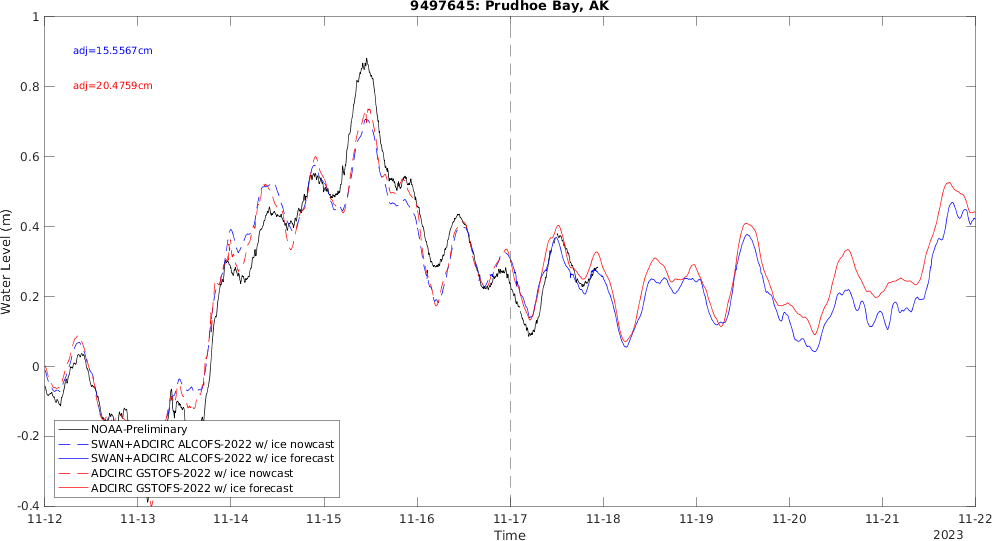 9497645: Prudhoe Bay, AK
adj=15.5567cm
adj=20.4759cm
Water Level (m)
1
0.8
0.6
0.4
0.2
0
-0.2
-0.4
NOAA-Preliminary
SWAN+ADCIRC ALCOFS-2022 w/ ice nowcast
SWAN+ADCIRC ALCOFS-2022 w/ ice forecast
ADCIRC GSTOFS-2022 w/ ice nowcast
ADCIRC GSTOFS-2022 w/ ice forecast
11-12 11-13 11-14 11-15 11-16 11-17 11-18 11-19 11-20 11-21 11-22
Time
2023